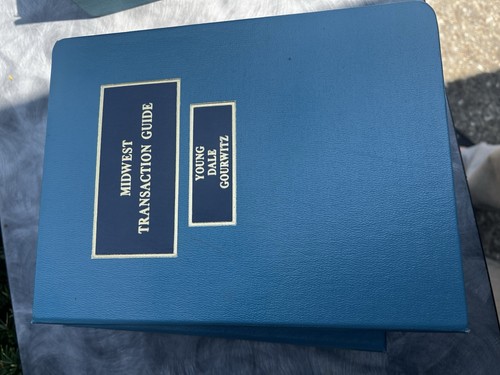 MIDWEST
TRANSACTION GUIDE
YOUNG
DALE
GOURWITZ